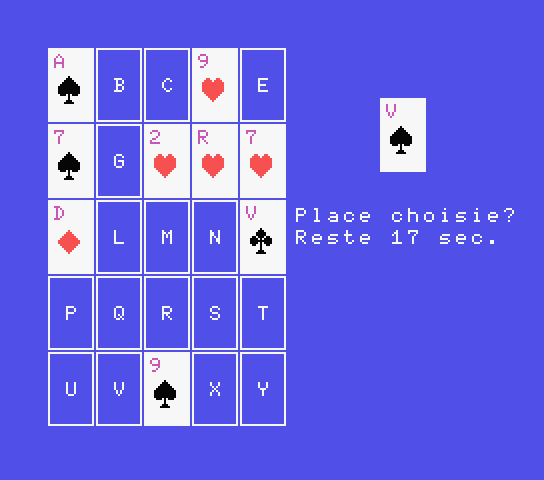 A B C 9 E
V
7 G 2 R 7
D L M N V
Place choisie?
Reste 17 sec.
P Q R S T
U V 9 X Y